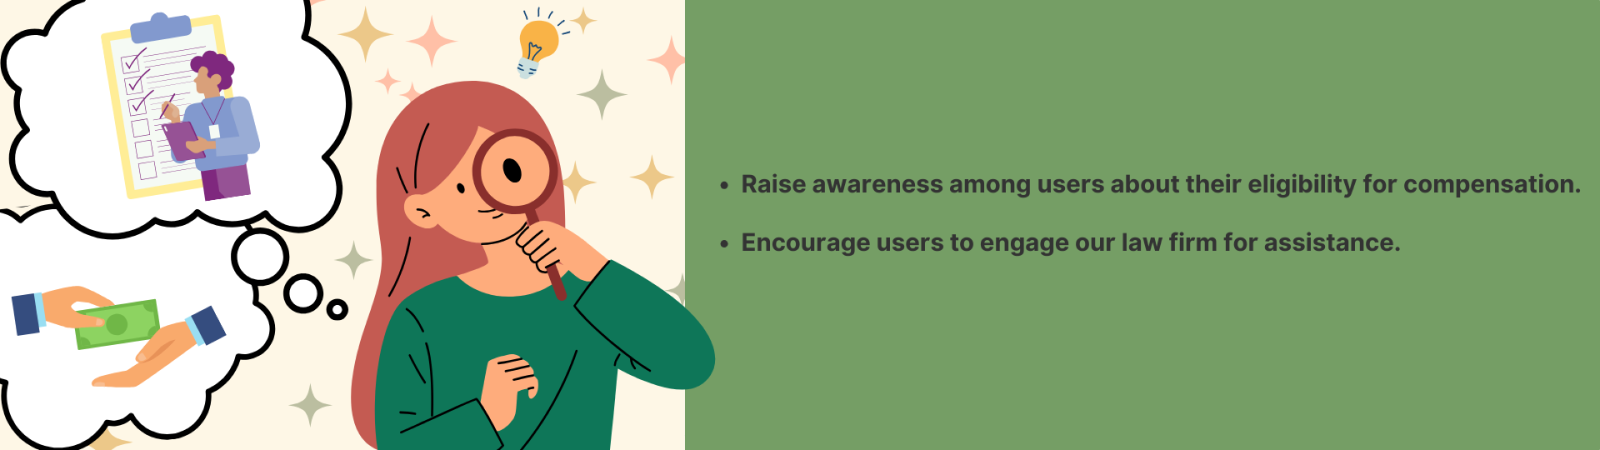 • Raise awareness among users about their eligibility for compensation.
• Encourage users to engage our law firm for assistance.